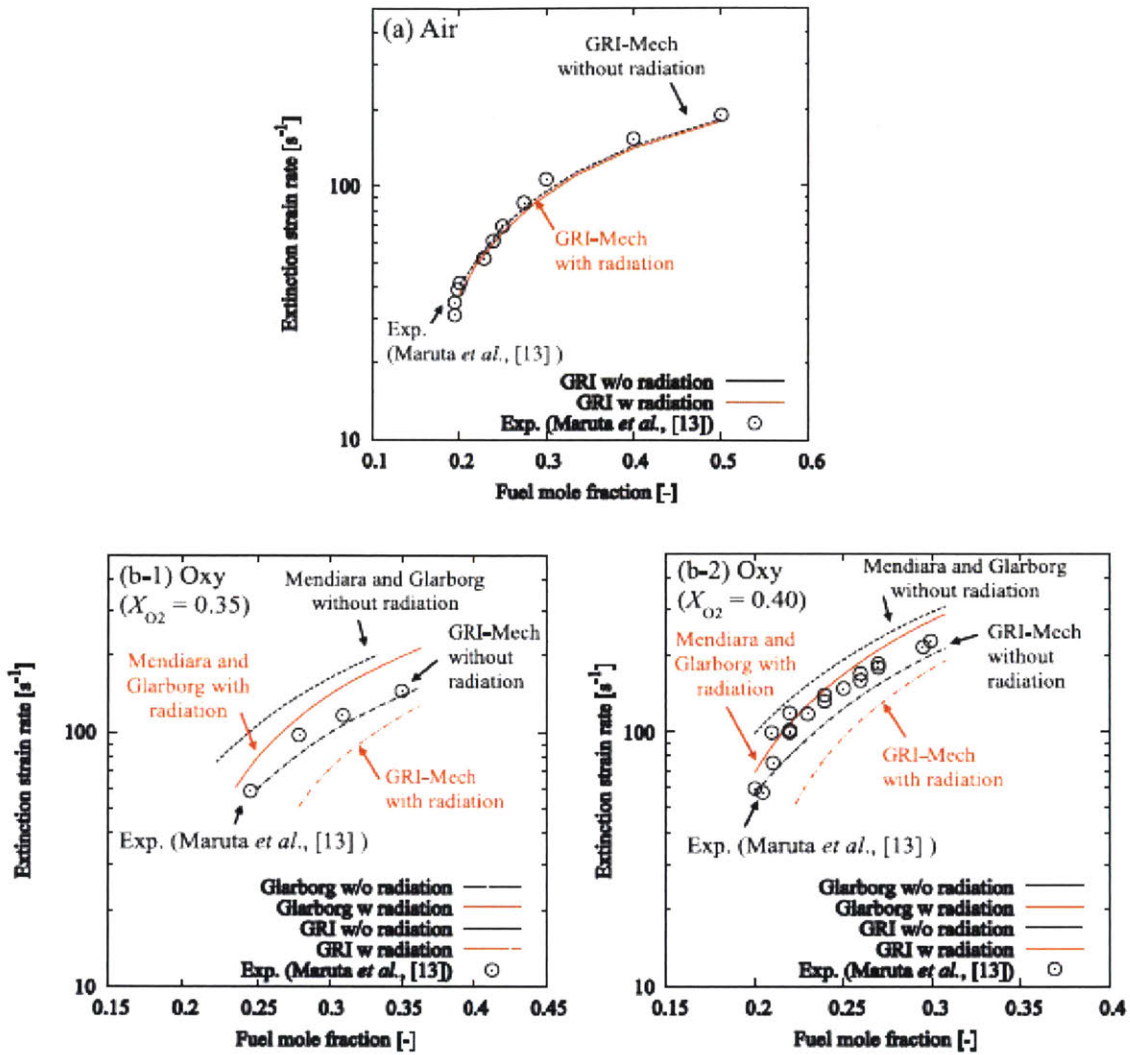 (a) Air
GRI-Mech
without radiation
Extinction strain rate [s⁻¹]
100
GRI-Mech
with radiation
Exp.
(Maruta et al., [13] )
GRI w/o radiation
GRI w radiation
Exp. (Maruta et al., [13])
10
0.1 0.2 0.3 0.4 0.5 0.6
Fuel mole fraction [-]
(b-1) Oxy
(X_O2 = 0.35)
Mendiara and Glarborg
without radiation
GRI-Mech
without
radiation
Mendiara and
Glarborg with
radiation
Extinction strain rate [s⁻¹]
100
GRI-Mech
with radiation
Exp. (Maruta et al., [13] )
Glarborg w/o radiation
Glarborg w radiation
GRI w/o radiation
GRI w radiation
Exp. (Maruta et al., [13])
10
0.15 0.2 0.25 0.3 0.35 0.4 0.45
Fuel mole fraction [-]
(b-2) Oxy
(X_O2 = 0.40)
Mendiara and Glarborg
without radiation
GRI-Mech
without
radiation
Mendiara and
Glarborg with
radiation
Extinction strain rate [s⁻¹]
100
GRI-Mech
with radiation
Exp. (Maruta et al., [13] )
Glarborg w/o radiation
Glarborg w radiation
GRI w/o radiation
GRI w radiation
Exp. (Maruta et al., [13])
10
0.15 0.2 0.25 0.3 0.35 0.4
Fuel mole fraction [-]